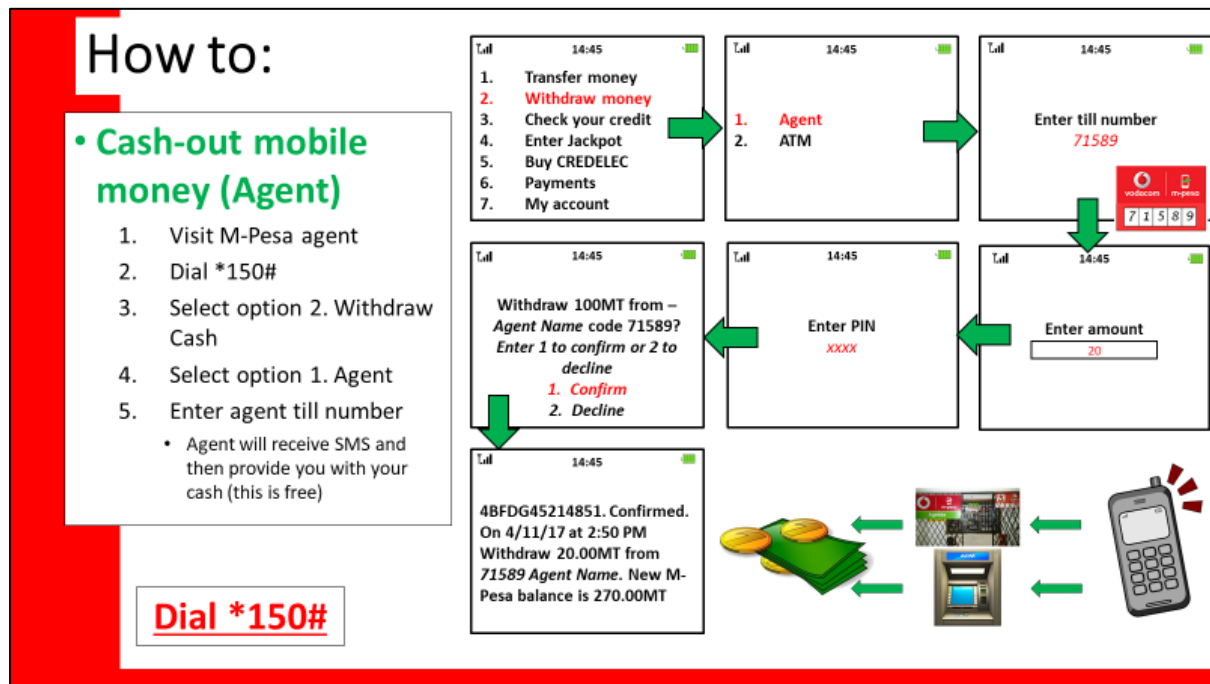 How to:
• Cash-out mobile
money (Agent)
1. Visit M-Pesa agent
2. Dial *150#
3. Select option 2. Withdraw
Cash
4. Select option 1. Agent
5. Enter agent till number
• Agent will receive SMS and
then provide you with your
cash (this is free)
Dial *150#
14:45
1. Transfer money
2. Withdraw money
3. Check your credit
4. Enter Jackpot
5. Buy CREDELEC
6. Payments
7. My account
14:45
1. Agent
2. ATM
14:45
Enter till number
71589
vodacom m-pesa
7 1 5 8 9
14:45
Enter amount
20
14:45
Enter PIN
xxxx
14:45
Withdraw 100MT from –
Agent Name code 71589?
Enter 1 to confirm or 2 to
decline
1. Confirm
2. Decline
14:45
4BFDG45214851. Confirmed.
On 4/11/17 at 2:50 PM
Withdraw 20.00MT from
71589 Agent Name. New M-
Pesa balance is 270.00MT